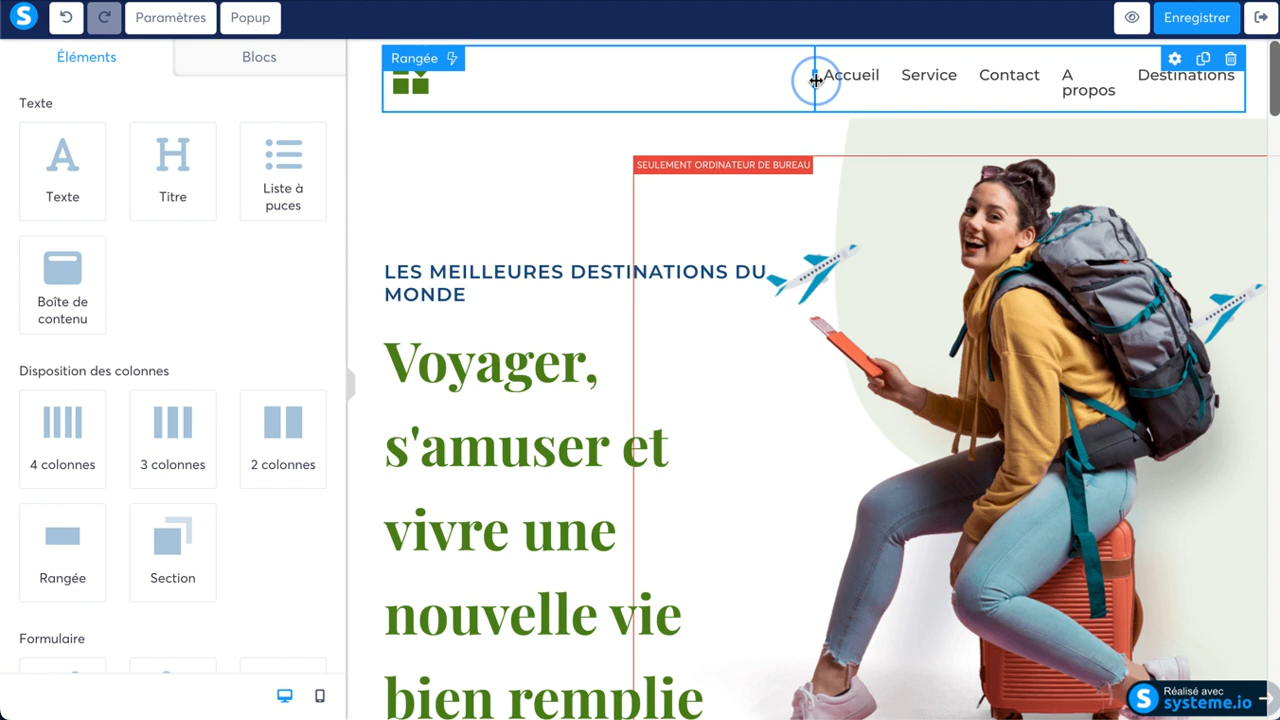 S
Paramètres
Popup
Enregistrer
Éléments
Blocs
Rangée
Accueil
Service
Contact
A
propos
Destinations
Texte
Texte
Titre
Liste à
puces
Boîte de
contenu
Disposition des colonnes
4 colonnes
3 colonnes
2 colonnes
Rangée
Section
Formulaire
SEULEMENT ORDINATEUR DE BUREAU
LES MEILLEURES DESTINATIONS DU
MONDE
Voyager,
s'amuser et
vivre une
nouvelle vie
bien remplie
S
Réalisé avec
systeme.io